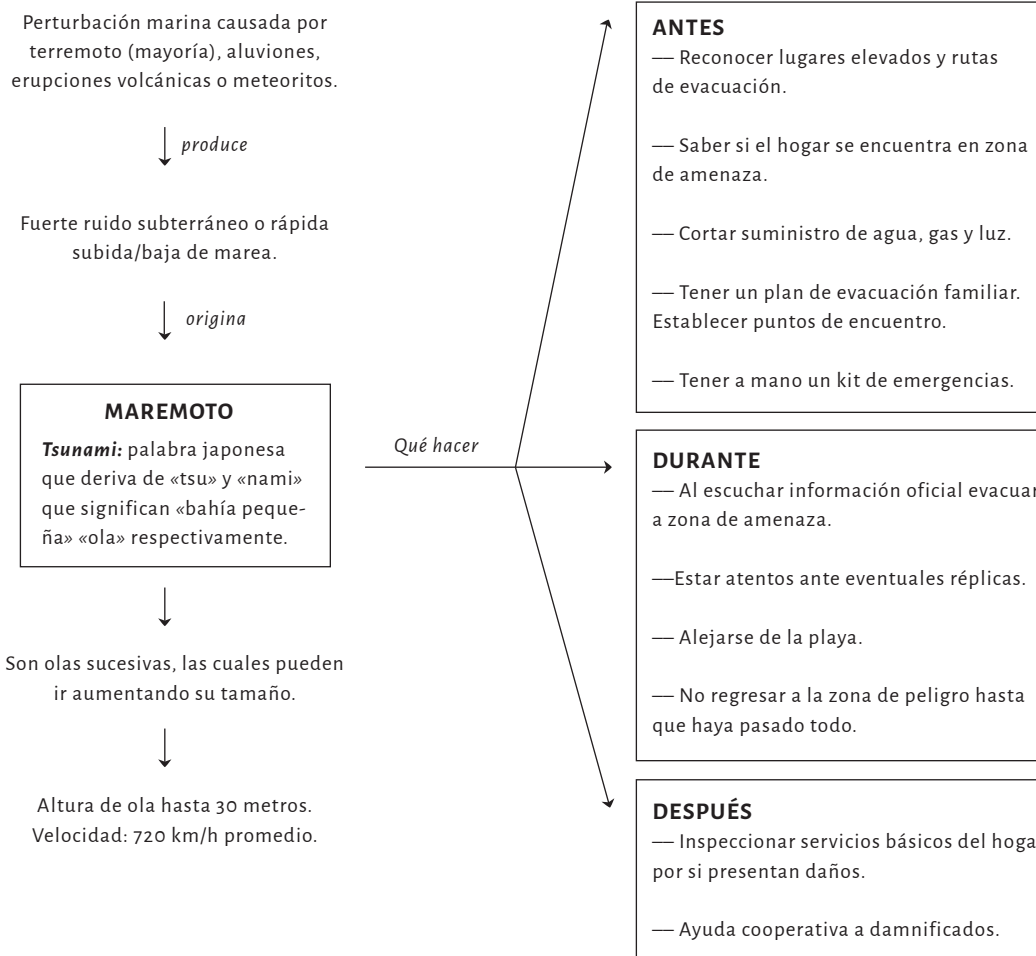 Perturbación marina causada por
terremoto (mayoría), aluviones,
erupciones volcánicas o meteoritos.
produce
Fuerte ruido subterráneo o rápida
subida/baja de marea.
origina
MAREMOTO
Tsunami: palabra japonesa
que deriva de «tsu» y «nami»
que significan «bahía peque-
ña» «ola» respectivamente.
Son olas sucesivas, las cuales pueden
ir aumentando su tamaño.
Altura de ola hasta 30 metros.
Velocidad: 720 km/h promedio.
Qué hacer
ANTES
— Reconocer lugares elevados y rutas
de evacuación.
— Saber si el hogar se encuentra en zona
de amenaza.
— Cortar suministro de agua, gas y luz.
— Tener un plan de evacuación familiar.
Establecer puntos de encuentro.
— Tener a mano un kit de emergencias.
DURANTE
— Al escuchar información oficial evacuar
a zona de amenaza.
—Estar atentos ante eventuales réplicas.
— Alejarse de la playa.
— No regresar a la zona de peligro hasta
que haya pasado todo.
DESPUÉS
— Inspeccionar servicios básicos del hoga
por si presentan daños.
— Ayuda cooperativa a damnificados.